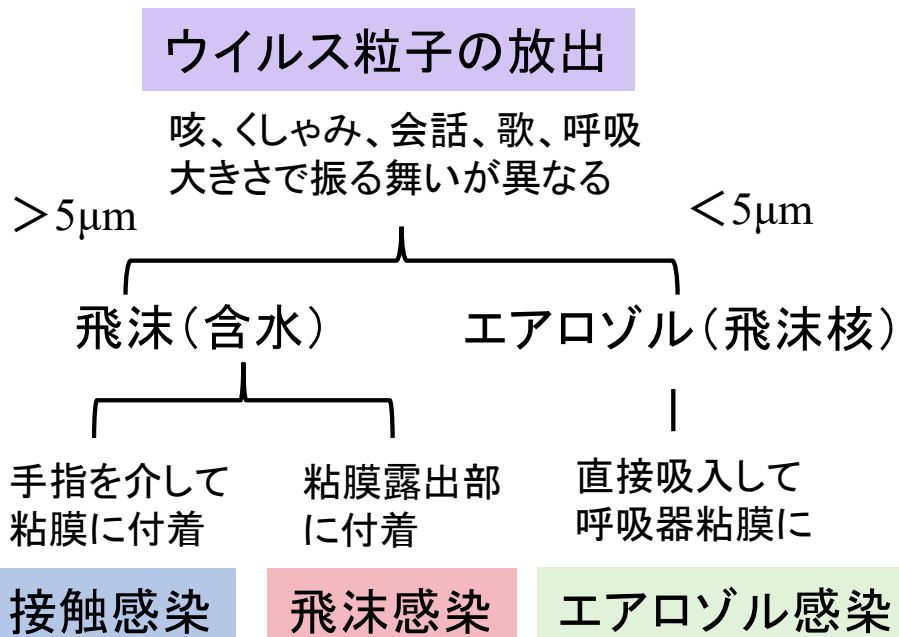 ウイルス粒子の放出
咳、くしゃみ、会話、歌、呼吸
大きさで振る舞いが異なる
＞5μm
＜5μm
飛沫（含水）
エアロゾル（飛沫核）
手指を介して
粘膜に付着
粘膜露出部
に付着
直接吸入して
呼吸器粘膜に
接触感染
飛沫感染
エアロゾル感染